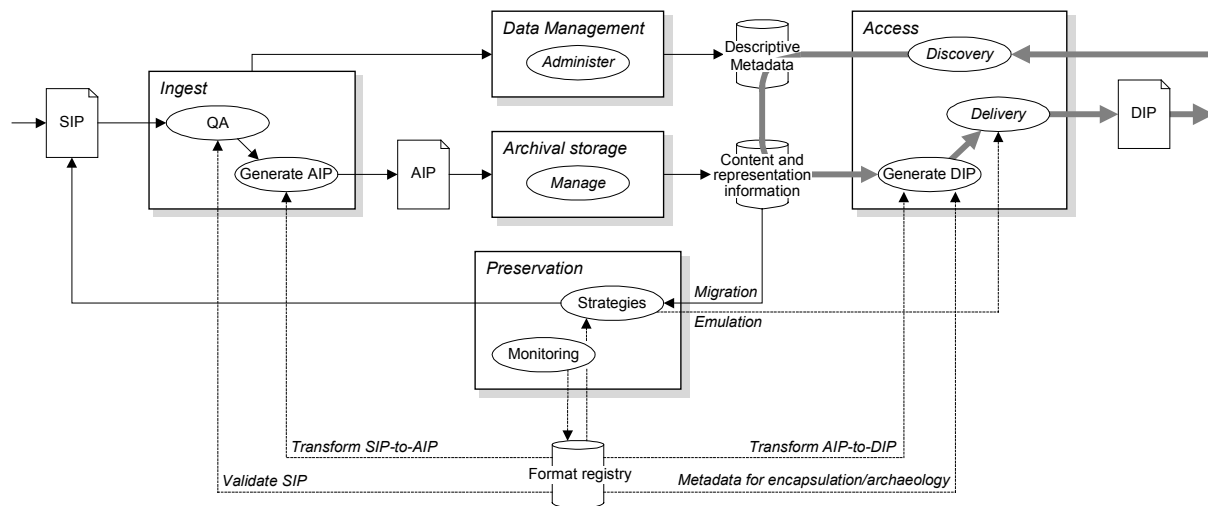 Data Management
Administer
Descriptive
Metadata
Access
Discovery
Ingest
SIP
QA
Generate AIP
AIP
Archival storage
Manage
Content and
representation
information
Delivery
Generate DIP
DIP
Preservation
Strategies
Migration
Emulation
Monitoring
Transform SIP-to-AIP
Transform AIP-to-DIP
Format registry
Validate SIP
Metadata for encapsulation/archaeology